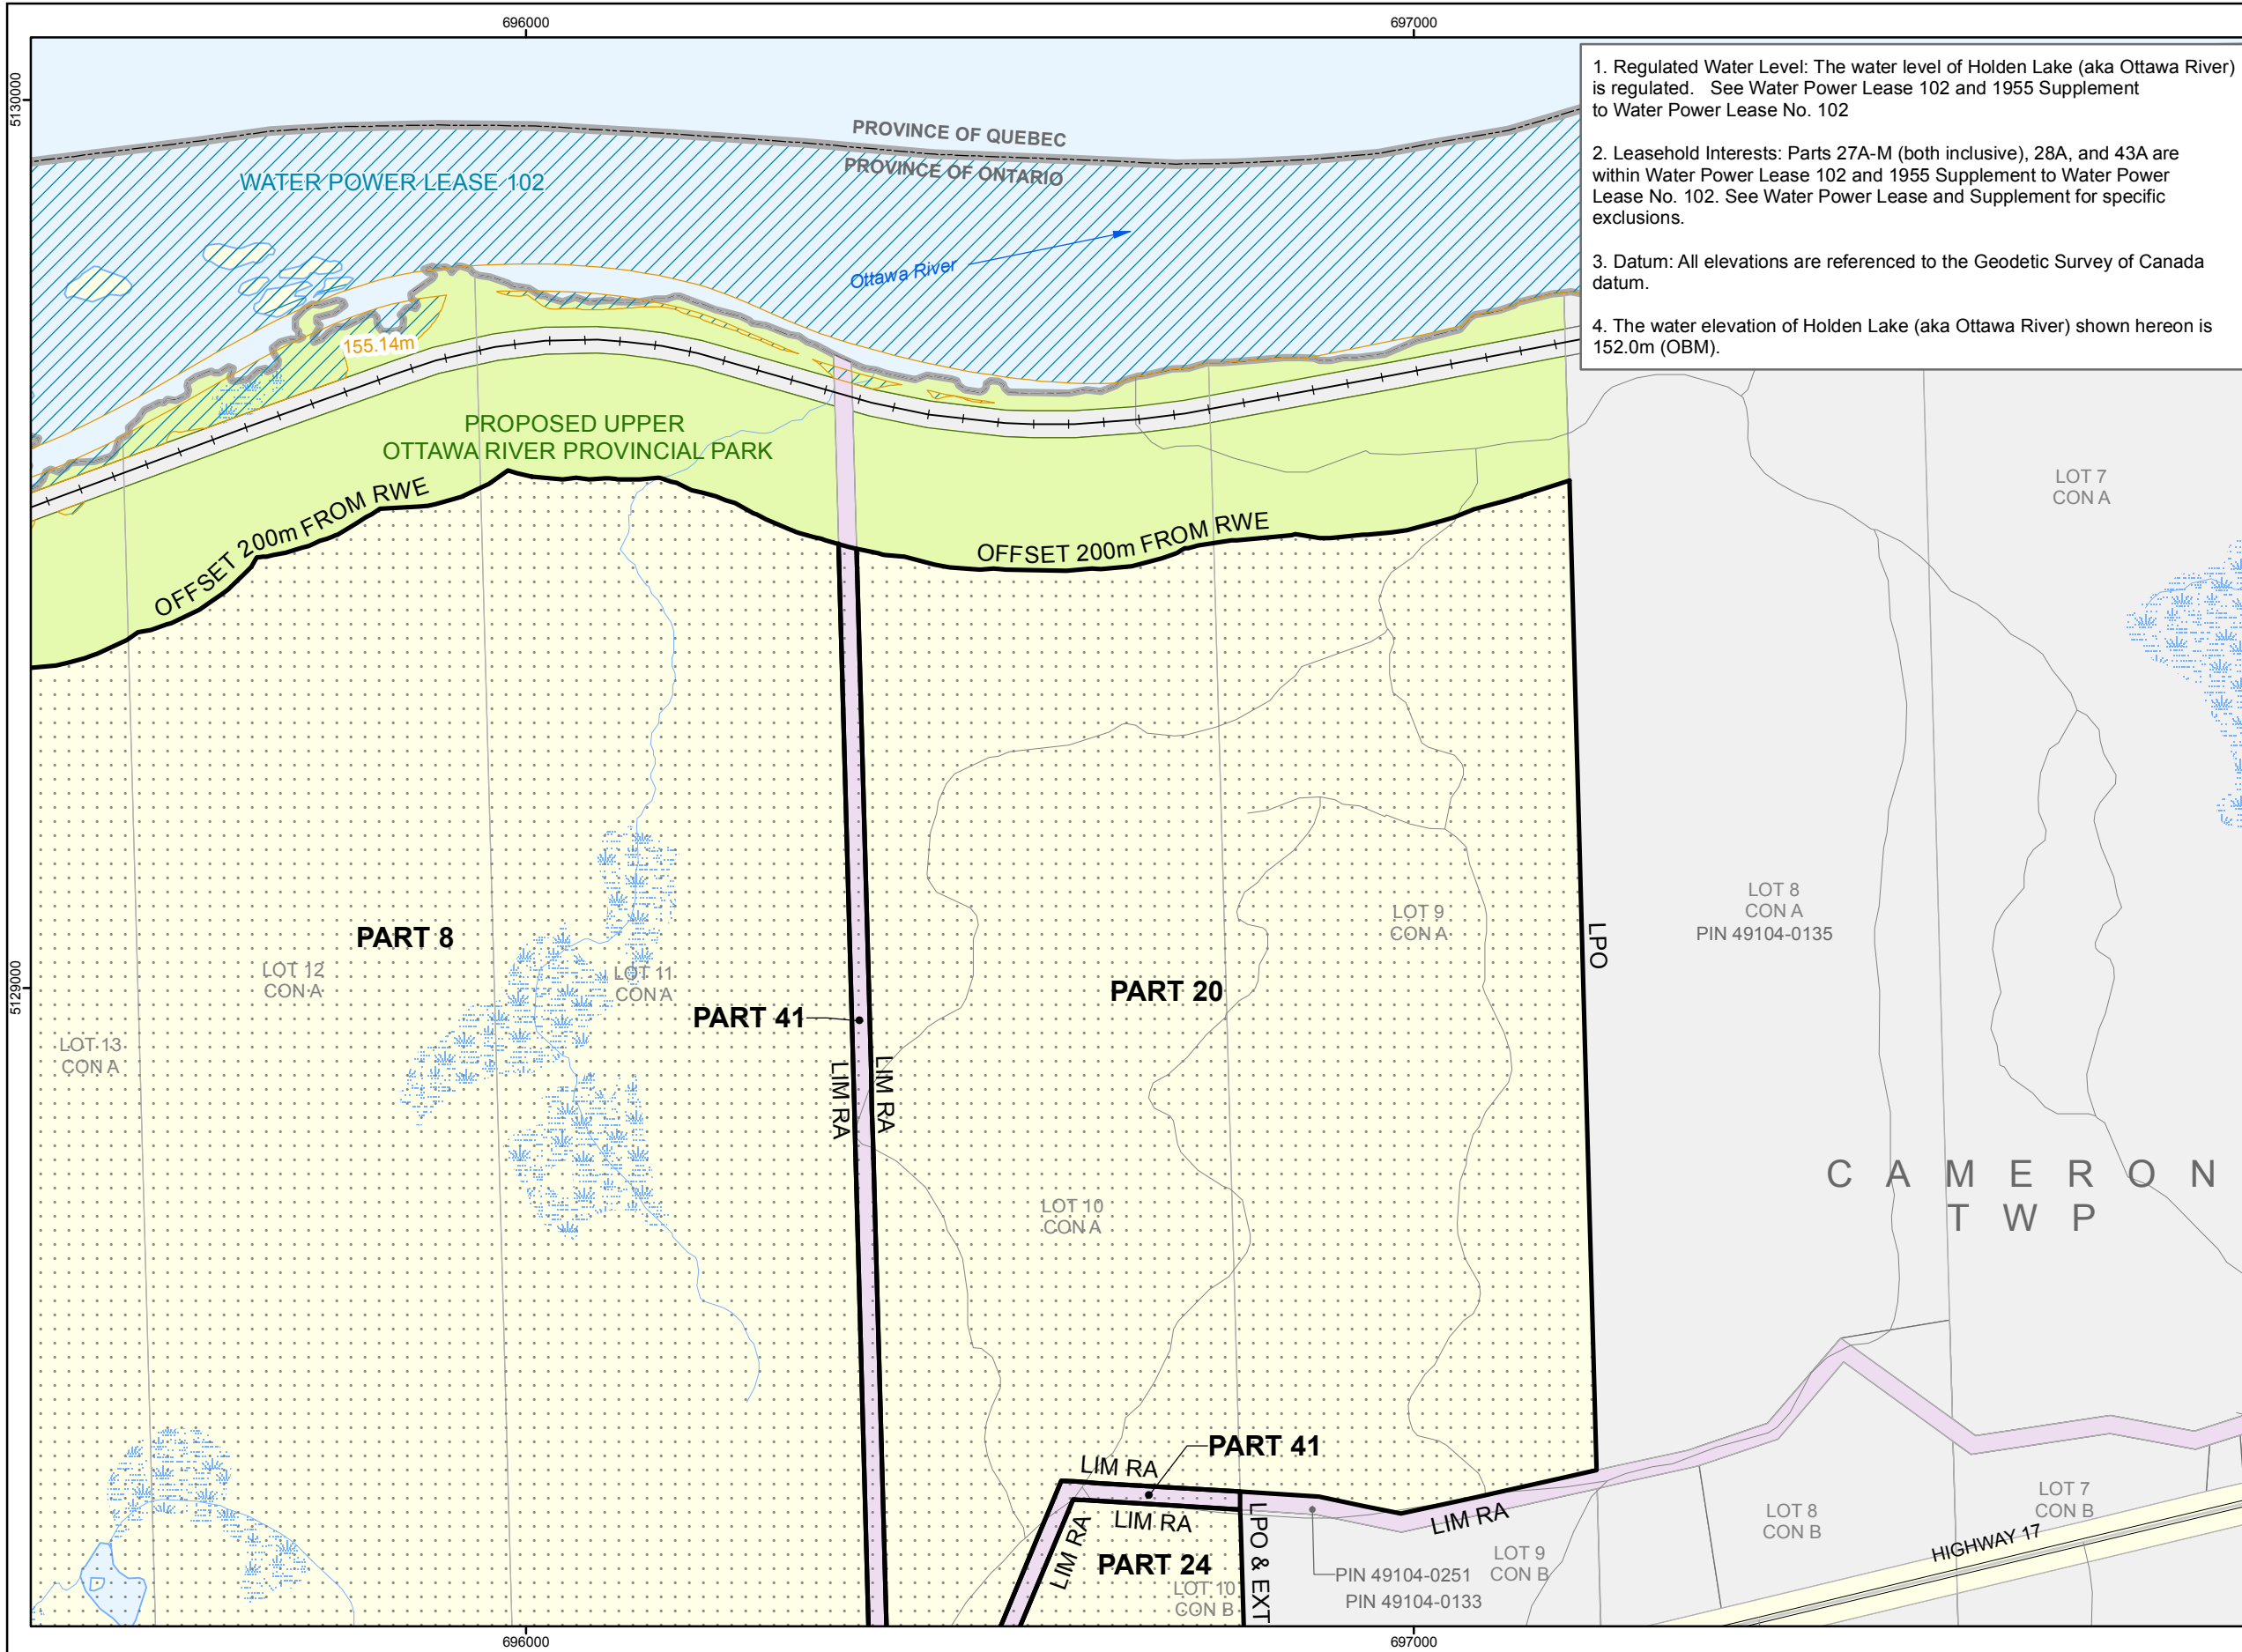 696000
697000
5130000
1. Regulated Water Level: The water level of Holden Lake (aka Ottawa River)
is regulated. See Water Power Lease 102 and 1955 Supplement
to Water Power Lease No. 102
2. Leasehold Interests: Parts 27A-M (both inclusive), 28A, and 43A are
within Water Power Lease 102 and 1955 Supplement to Water Power
Lease No. 102. See Water Power Lease and Supplement for specific
exclusions.
3. Datum: All elevations are referenced to the Geodetic Survey of Canada
datum.
4. The water elevation of Holden Lake (aka Ottawa River) shown hereon is
152.0m (OBM).
PROVINCE OF QUEBEC
PROVINCE OF ONTARIO
WATER POWER LEASE 102
Ottawa River
155.14m
PROPOSED UPPER
OTTAWA RIVER PROVINCIAL PARK
OFFSET 200m FROM RWE
OFFSET 200m FROM RWE
LOT 7
CON A
LOT 8
CON A
PIN 49104-0135
LOT 9
CON A
LPO
PART 8
LOT 12
CON A
LOT 11
CON A
PART 20
5129000
PART 41
LOT 13
CON A
LIM RA
LIM RA
CAMERON
TWP
LOT 10
CON A
PART 41
LIM RA
LIM RA
LIM RA
LIM RA
LPO & EXT
PART 24
LOT 10
CON B
PIN 49104-0251
PIN 49104-0133
LOT 9
CON B
LOT 8
CON B
LOT 7
CON B
HIGHWAY 17
696000
697000